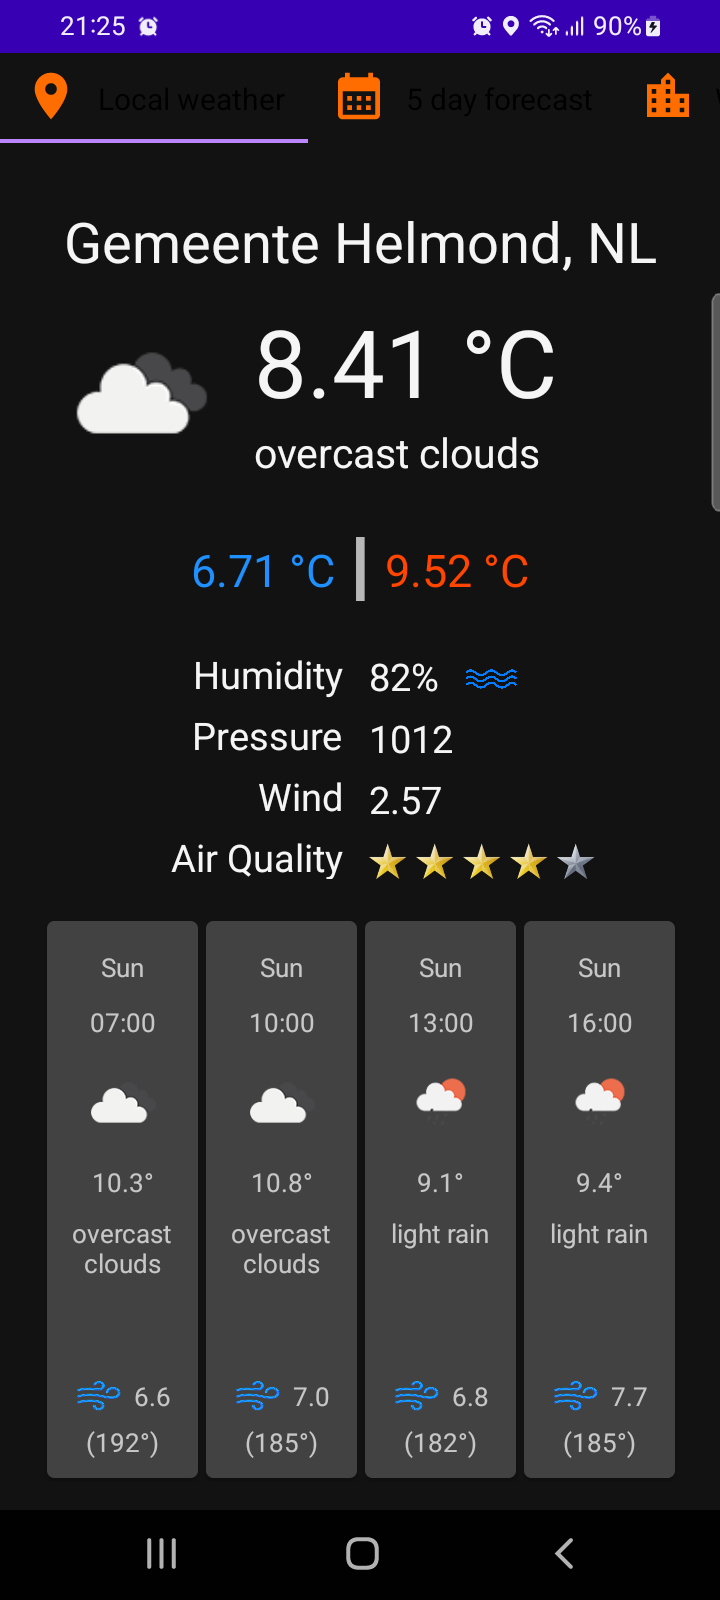 21:25 90%
Local weather 5 day forecast
Gemeente Helmond, NL
8.41 °C
overcast clouds
6.71 °C 9.52 °C
Humidity 82%
Pressure 1012
Wind 2.57
Air Quality
Sun Sun Sun Sun
07:00 10:00 13:00 16:00
10.3° 10.8° 9.1° 9.4°
overcast overcast light rain light rain
clouds clouds
6.6 7.0 6.8 7.7
(192°) (185°) (182°) (185°)